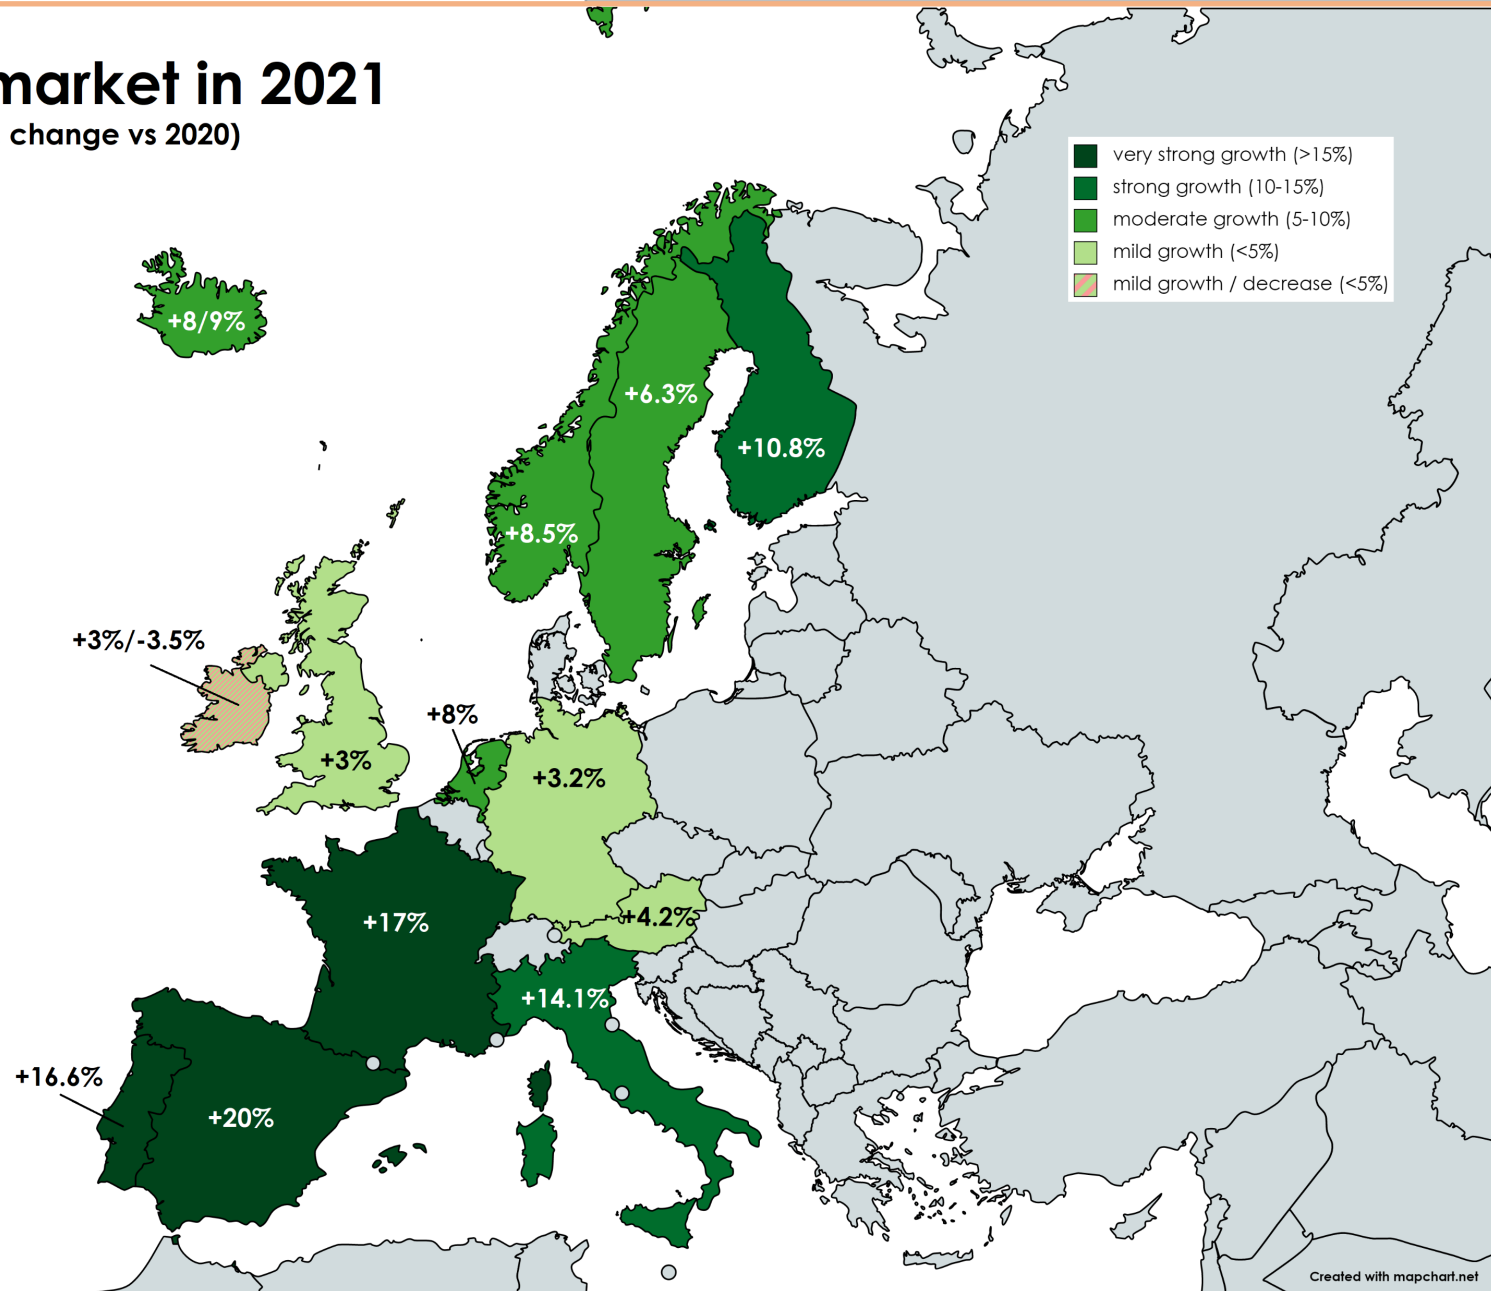 market in 2021
change vs 2020)
very strong growth (>15%)
strong growth (10-15%)
moderate growth (5-10%)
mild growth (<5%)
mild growth / decrease (<5%)
+8/9%
+6.3%
+10.8%
+8.5%
+3%/-3.5%
+8%
+3%
+3.2%
+4.2%
+17%
+14.1%
+16.6%
+20%
Created with mapchart.net